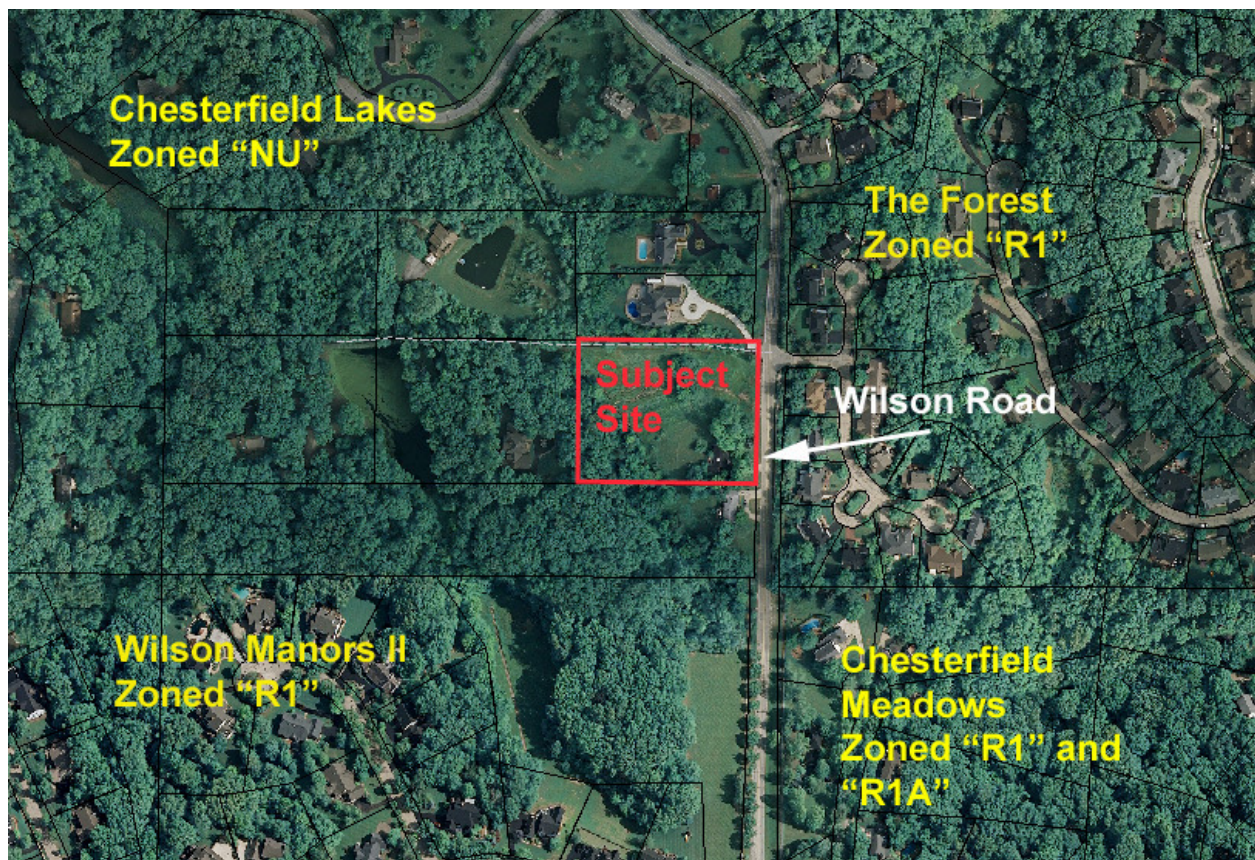 Chesterfield Lakes
Zoned “NU”
The Forest
Zoned “R1”
Subject
Site
Wilson Road
Wilson Manors II
Zoned “R1”
Chesterfield
Meadows
Zoned “R1” and
“R1A”